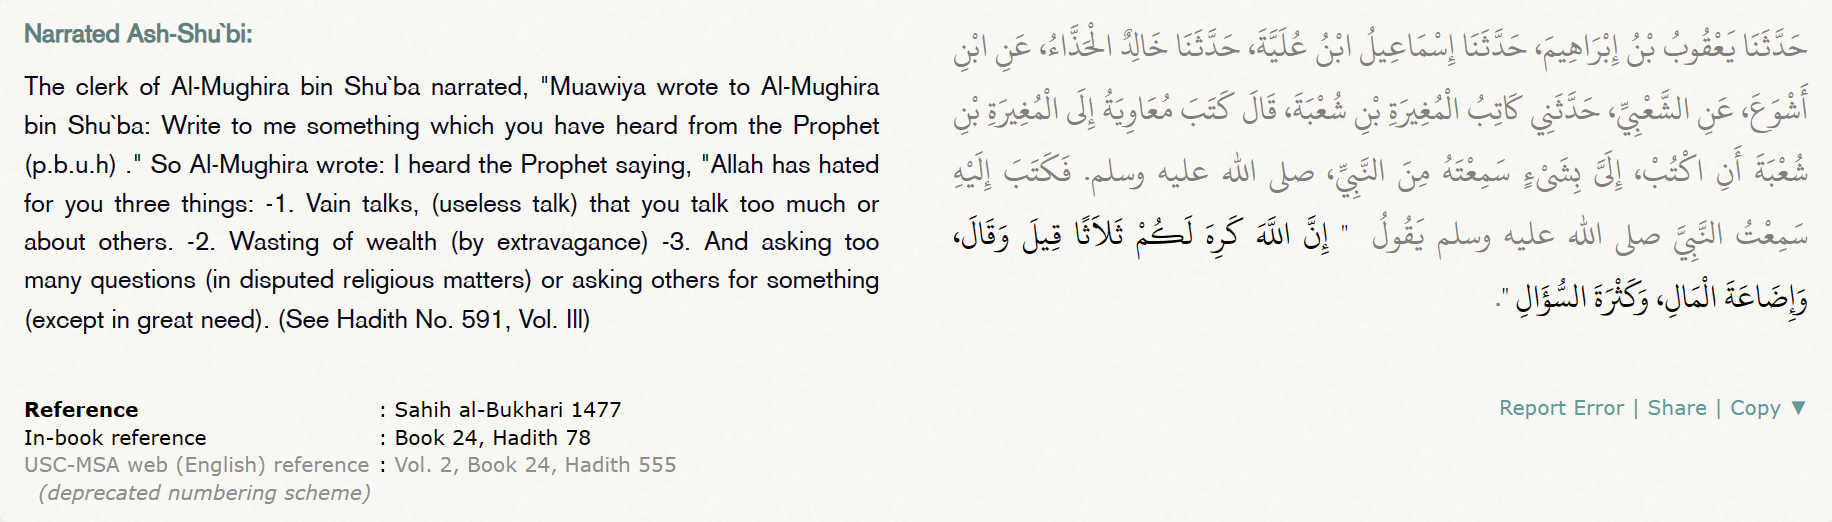 Narrated Ash-Shu`bi:
The clerk of Al-Mughira bin Shu`ba narrated, "Muawiya wrote to Al-Mughira
bin Shu`ba: Write to me something which you have heard from the Prophet
(p.b.u.h) ." So Al-Mughira wrote: I heard the Prophet saying, "Allah has hated
for you three things: -1. Vain talks, (useless talk) that you talk too much or
about others. -2. Wasting of wealth (by extravagance) -3. And asking too
many questions (in disputed religious matters) or asking others for something
(except in great need). (See Hadith No. 591, Vol. Ill)
حَدَّثَنَا يَعْقُوبُ بْنُ إِبْرَاهِيمَ، حَدَّثَنَا إِسْمَاعِيلُ ابْنُ عُلَيَّةَ، حَدَّثَنَا خَالِدٌ الْحَذَّاءُ، عَنِ ابْنِ
أَشْوَعَ، عَنِ الشَّعْبِيِّ، حَدَّثَنِي كَاتِبُ الْمُغِيرَةِ بْنِ شُعْبَةَ، قَالَ كَتَبَ مُعَاوِيَةُ إِلَى الْمُغِيرَةِ بْنِ
شُعْبَةَ أَنِ اكْتُبْ، إِلَىَّ بِشَىْءٍ سَمِعْتَهُ مِنَ النَّبِيِّ، صلى الله عليه وسلم. فَكَتَبَ إِلَيْهِ
سَمِعْتُ النَّبِيَّ صلى الله عليه وسلم يَقُولُ ‏ "‏ إِنَّ اللَّهَ كَرِهَ لَكُمْ ثَلاَثًا قِيلَ وَقَالَ،
وَإِضَاعَةَ الْمَالِ، وَكَثْرَةَ السُّؤَالِ ‏"‏‏.‏
Reference : Sahih al-Bukhari 1477
In-book reference : Book 24, Hadith 78
USC-MSA web (English) reference : Vol. 2, Book 24, Hadith 555
(deprecated numbering scheme)
Report Error | Share | Copy ▼